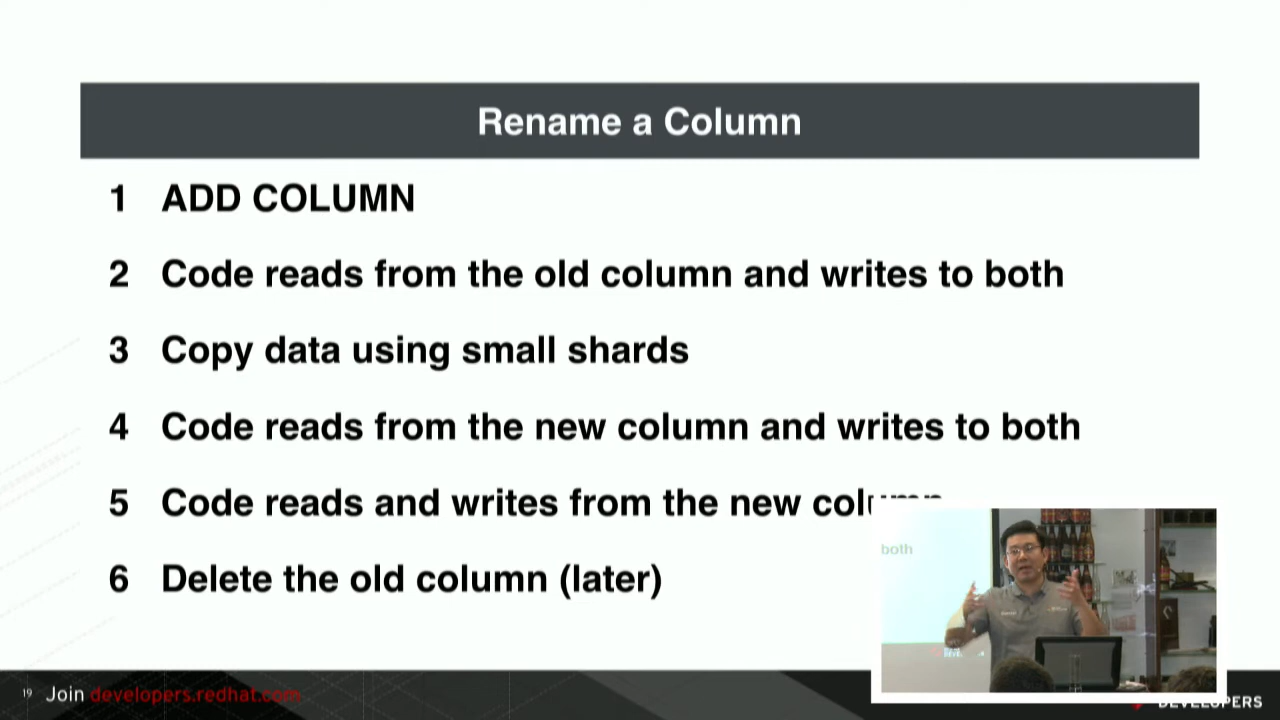 Rename a Column
1 ADD COLUMN
2 Code reads from the old column and writes to both
3 Copy data using small shards
4 Code reads from the new column and writes to both
5 Code reads and writes from the new column
6 Delete the old column (later)
both
19 Join developers.redhat.com
DEVELOPERS